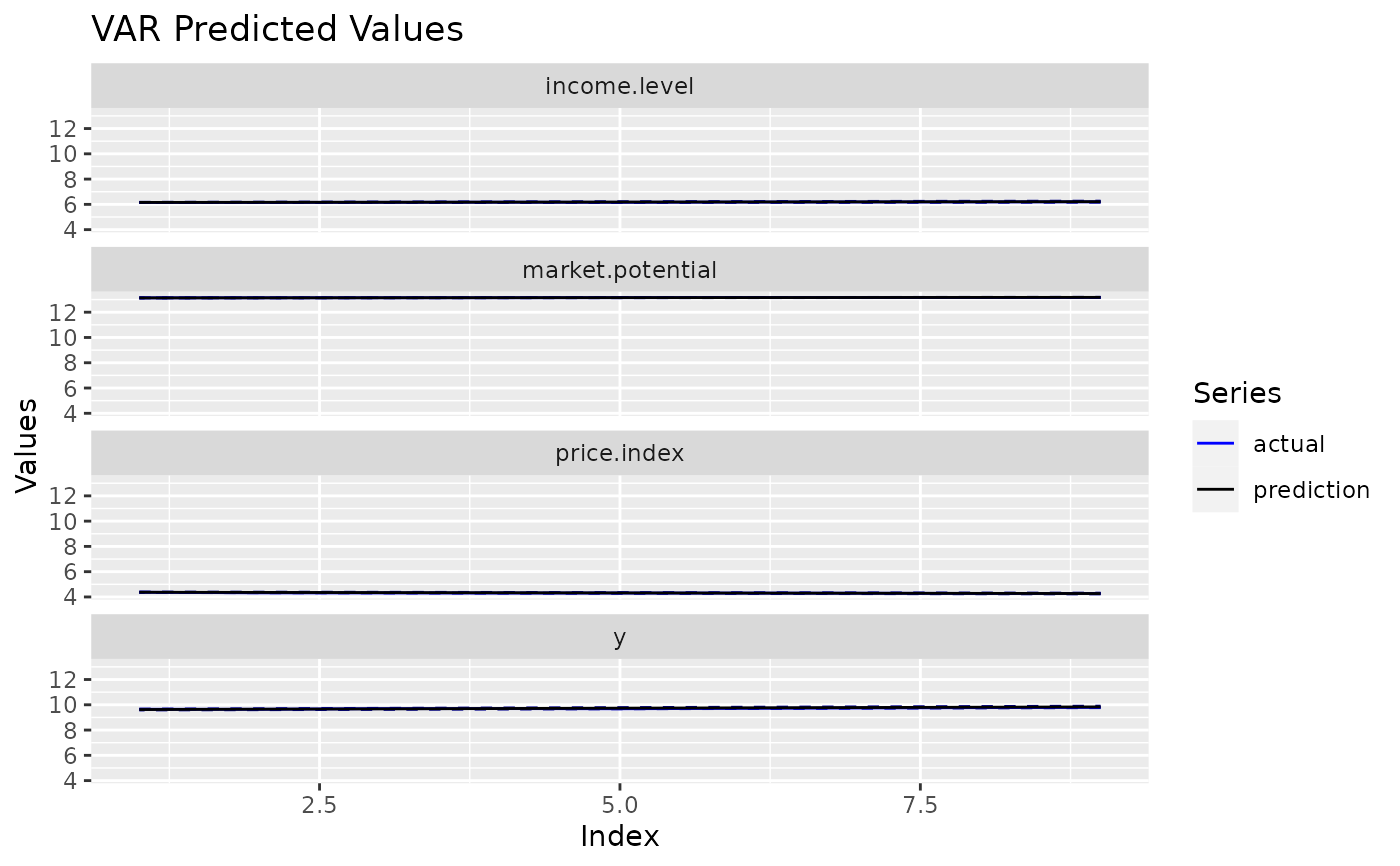 VAR Predicted Values
income.level
12
10
8
6
4
market.potential
12
10
8
6
4
Values
price.index
12
10
8
6
4
y
12
10
8
6
4
2.5 5.0 7.5
Index
Series
actual
prediction